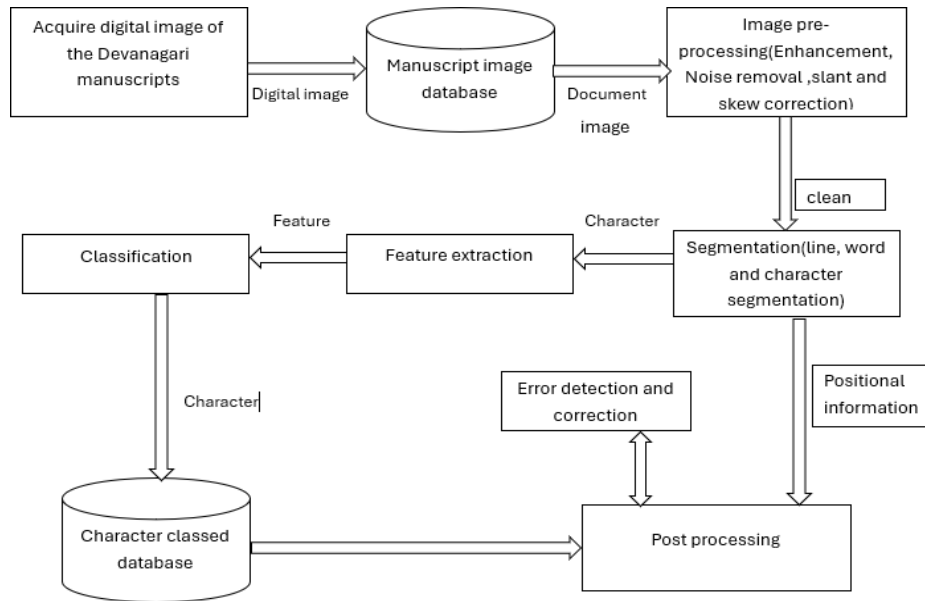 Acquire digital image of
the Devanagari
manuscripts
Digital image
Manuscript image
database
Document
image
Image pre-
processing(Enhancement,
Noise removal ,slant and
skew correction)
clean
Segmentation(line, word
and character
segmentation)
Character
Feature extraction
Feature
Classification
Character
Character classed
database
Positional
information
Error detection and
correction
Post processing